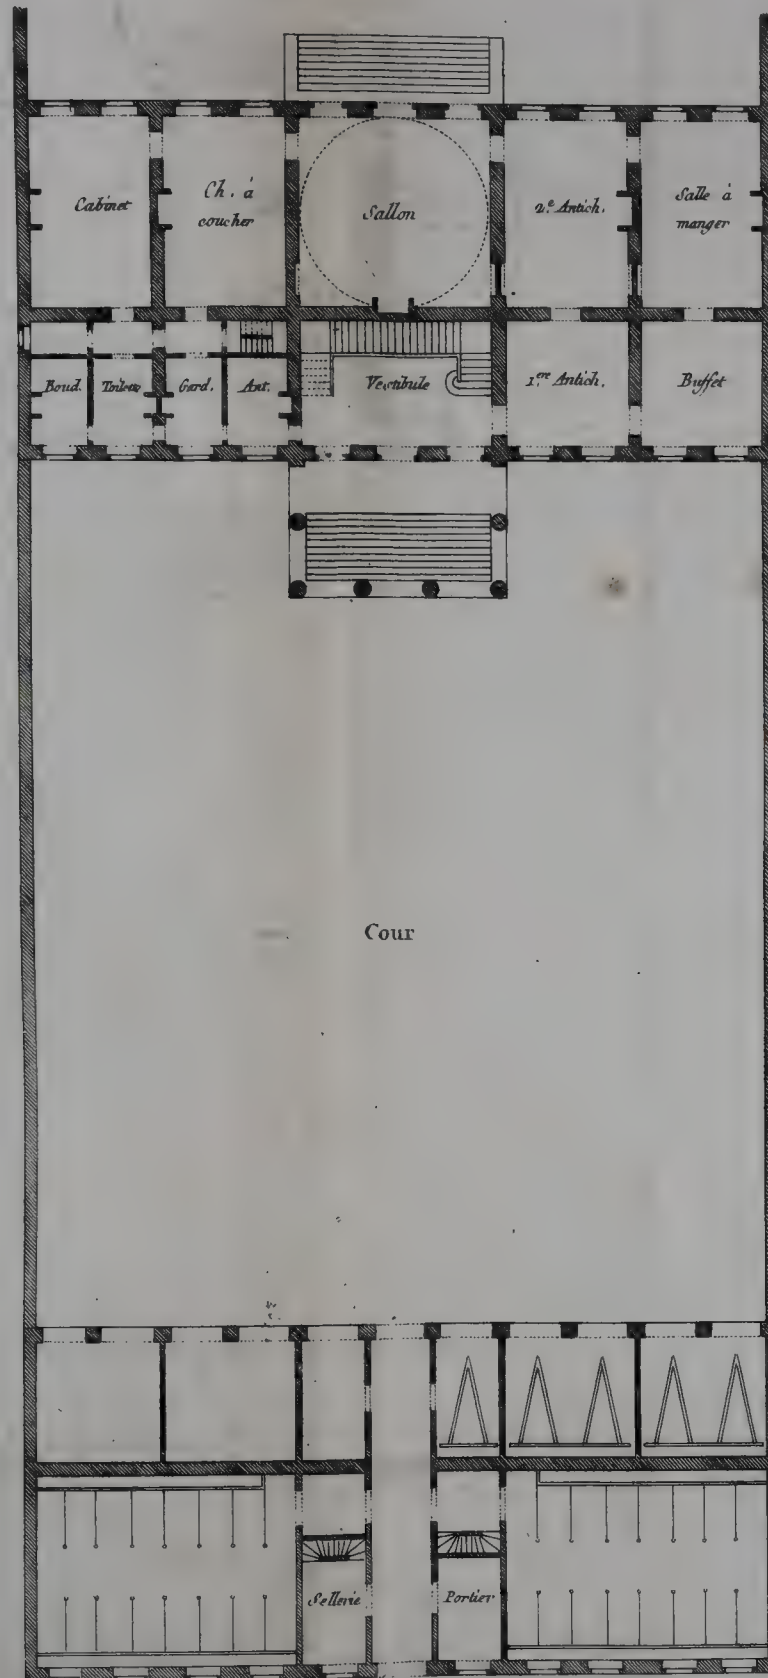 Cabinet
Ch. à
coucher
Sallon
2.e Antich.
Salle à
manger
Boud.
Toilette
Gard.
Ant.
Vestibule
1.ere Antich.
Buffet
Cour
Sellerie
Portier